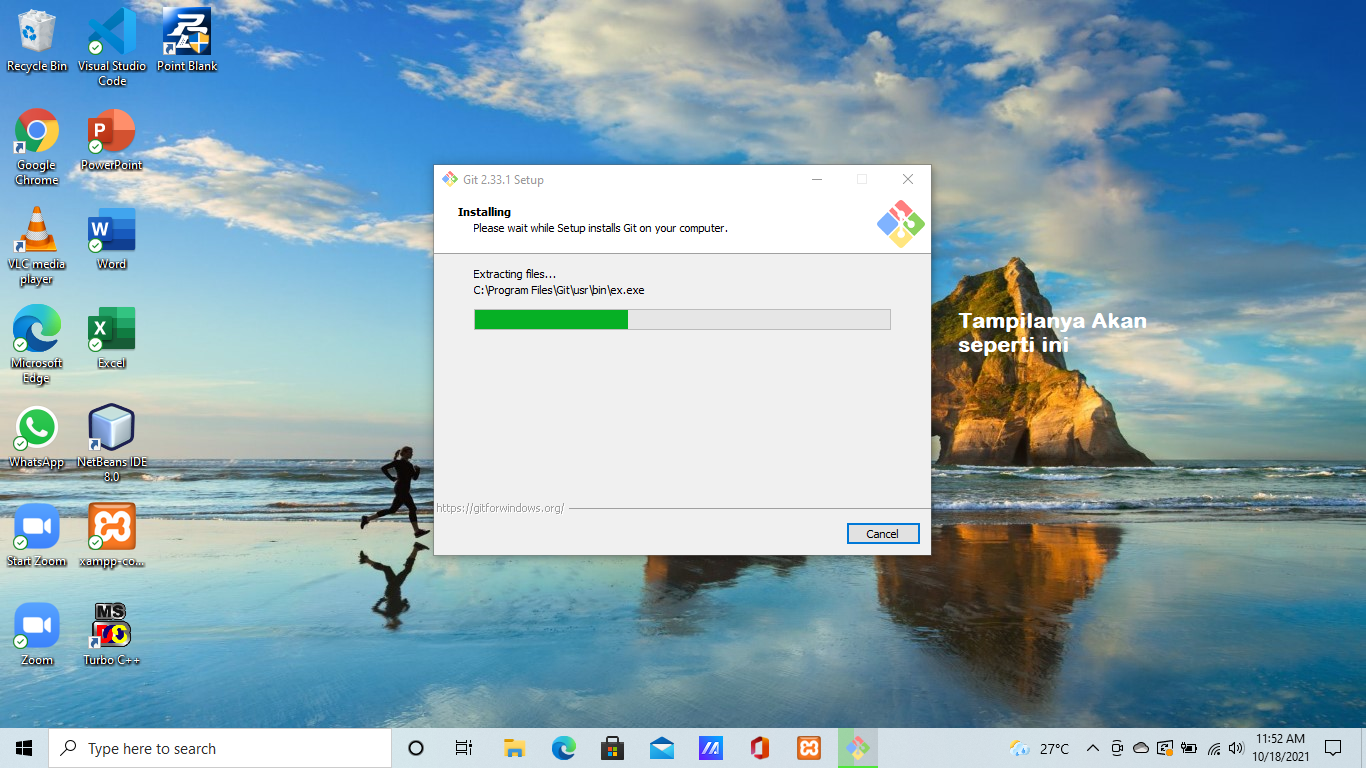 Recycle Bin
Visual Studio
Code
Point Blank
Google
Chrome
PowerPoint
VLC media
player
Word
Microsoft
Edge
Excel
WhatsApp
NetBeans IDE
8.0
Start Zoom
xampp-co...
Zoom
MS
Turbo C++
Git 2.33.1 Setup
Installing
Please wait while Setup installs Git on your computer.
Extracting files...
C:\Program Files\Git\usr\bin\ex.exe
https://gitforwindows.org/
Cancel
Tampilanya Akan
seperti ini
Type here to search
27°C
11:52 AM
10/18/2021